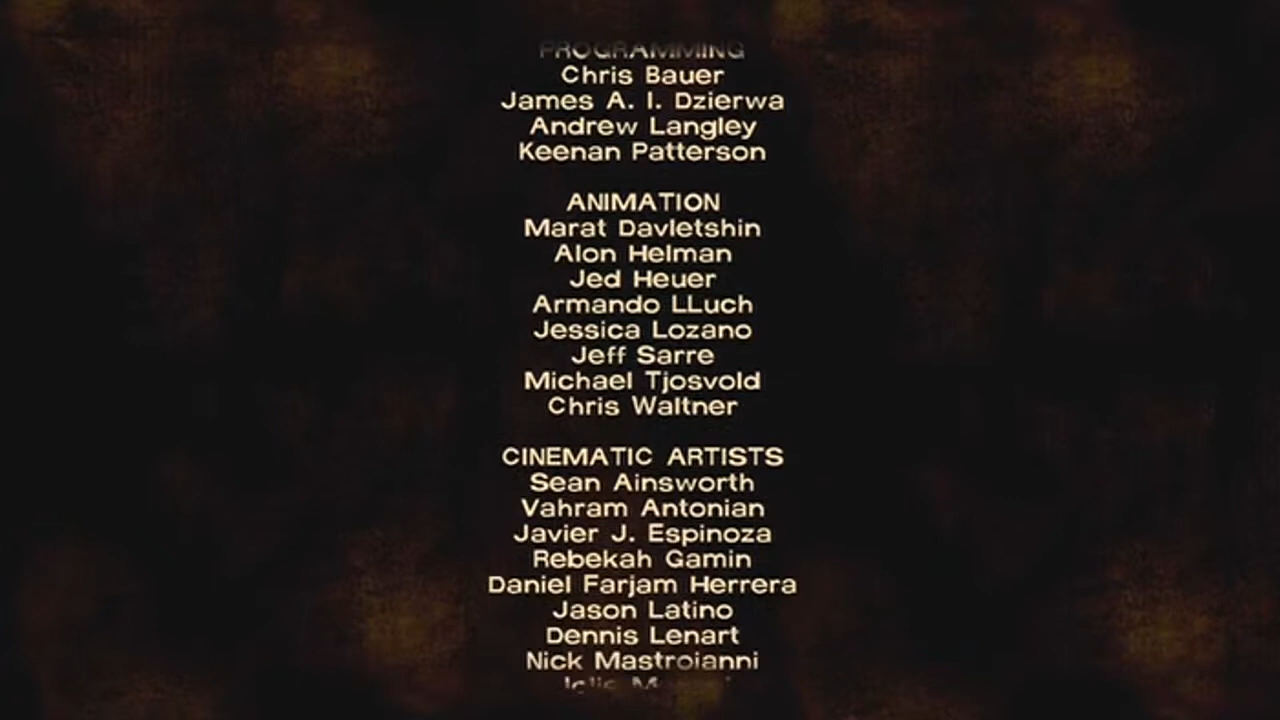 PROGRAMMING
Chris Bauer
James A. I. Dzierwa
Andrew Langley
Keenan Patterson
ANIMATION
Marat Davletshin
Alon Helman
Jed Heuer
Armando LLuch
Jessica Lozano
Jeff Sarre
Michael Tjosvold
Chris Waltner
CINEMATIC ARTISTS
Sean Ainsworth
Vahram Antonian
Javier J. Espinoza
Rebekah Gamin
Daniel Farjam Herrera
Jason Latino
Dennis Lenart
Nick Mastroianni